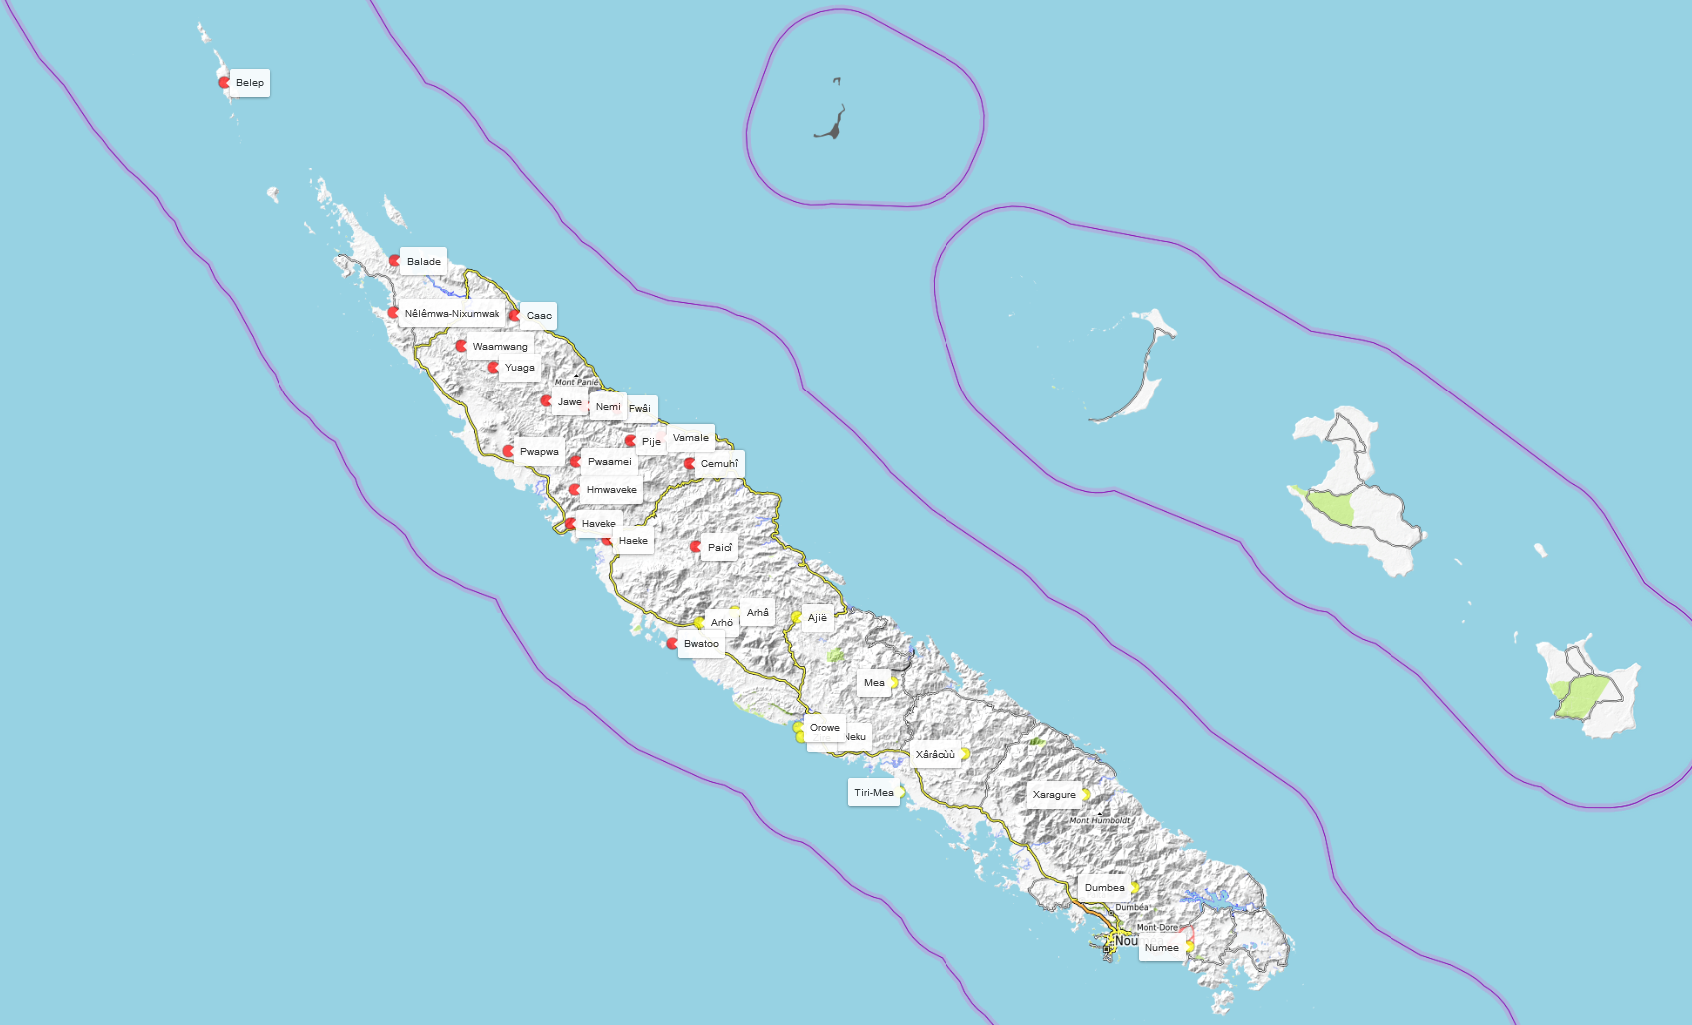 Belep
Balade
Nêlêmwa-Nixumwak
Caac
Waamwang
Yuaga
Mont Panié
Jawe
Nemi
Fwâi
Pije
Vamale
Pwapwa
Pwaamei
Cemuhî
Hmwaveke
Haveke
Haeke
Paicî
Arhâ
Arhö
Ajië
Bwatoo
Mea
Orowe
Neku
Xârâcùù
Tiri-Mea
Xaragure
Mont Humboldt
Dumbea
Dumbéa
Mont-Dore
Nou
Numee